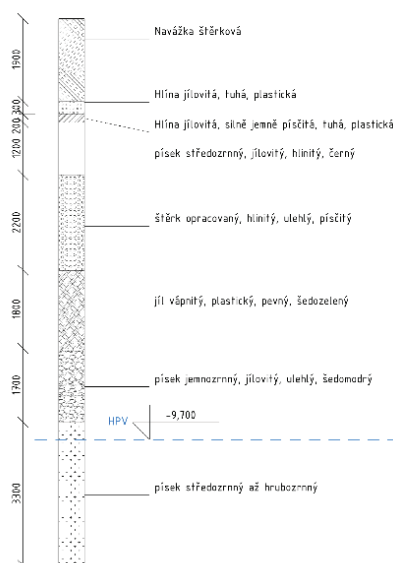 Navážka štěrková
1900
Hlína jílovitá, tuhá, plastická
300
Hlína jílovitá, silně jemně písčitá, tuhá, plastická
200
písek středozrnný, jílovitý, hlinitý, černý
1200
štěrk opracovaný, hlinitý, ulehlý, písčitý
2200
jíl vápnitý, plastický, pevný, šedozelený
1800
písek jemnozrnný, jílovitý, ulehlý, šedomodrý
1700
-9,700
HPV
písek středozrnný až hrubozrnný
3300